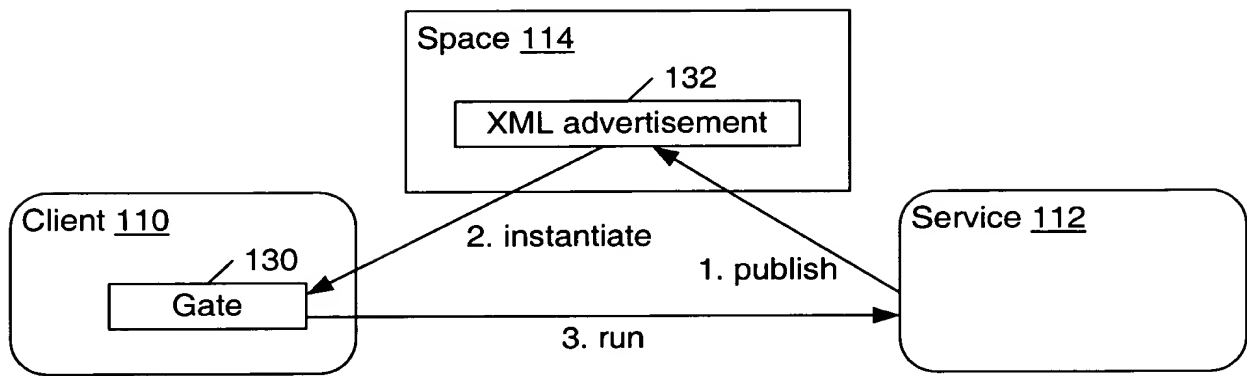 Space 114
132
XML advertisement
Client 110
2. instantiate
Service 112
130
1. publish
Gate
3. run